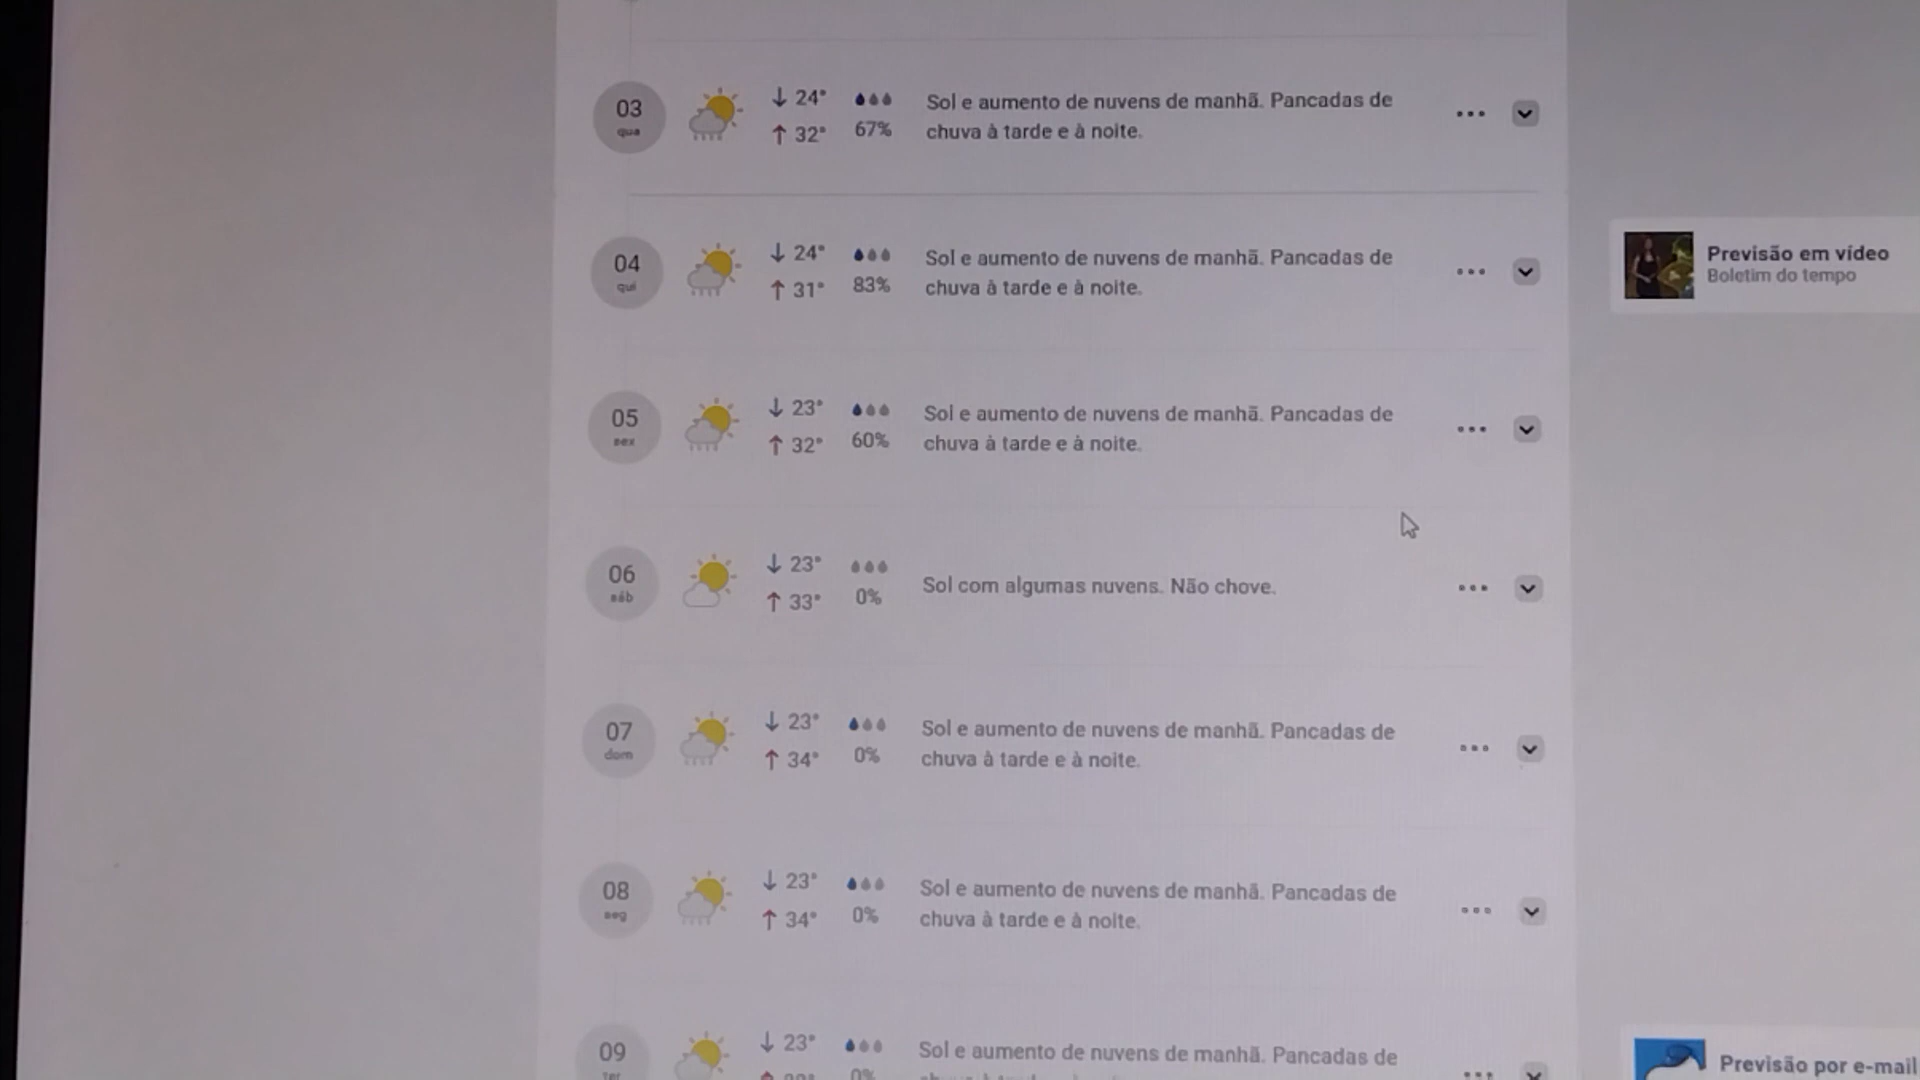 03
qua
↓ 24°
↑ 32°
67%
Sol e aumento de nuvens de manhã. Pancadas de
chuva à tarde e à noite.
04
qui
↓ 24°
↑ 31°
83%
Sol e aumento de nuvens de manhã. Pancadas de
chuva à tarde e à noite.
Previsão em vídeo
Boletim do tempo
05
sex
↓ 23°
↑ 32°
60%
Sol e aumento de nuvens de manhã. Pancadas de
chuva à tarde e à noite.
06
sáb
↓ 23°
↑ 33°
0%
Sol com algumas nuvens. Não chove.
07
dom
↓ 23°
↑ 34°
0%
Sol e aumento de nuvens de manhã. Pancadas de
chuva à tarde e à noite.
08
seg
↓ 23°
↑ 34°
0%
Sol e aumento de nuvens de manhã. Pancadas de
chuva à tarde e à noite.
09
ter
↓ 23°
0%
Sol e aumento de nuvens de manhã. Pancadas de
Previsão por e-mail